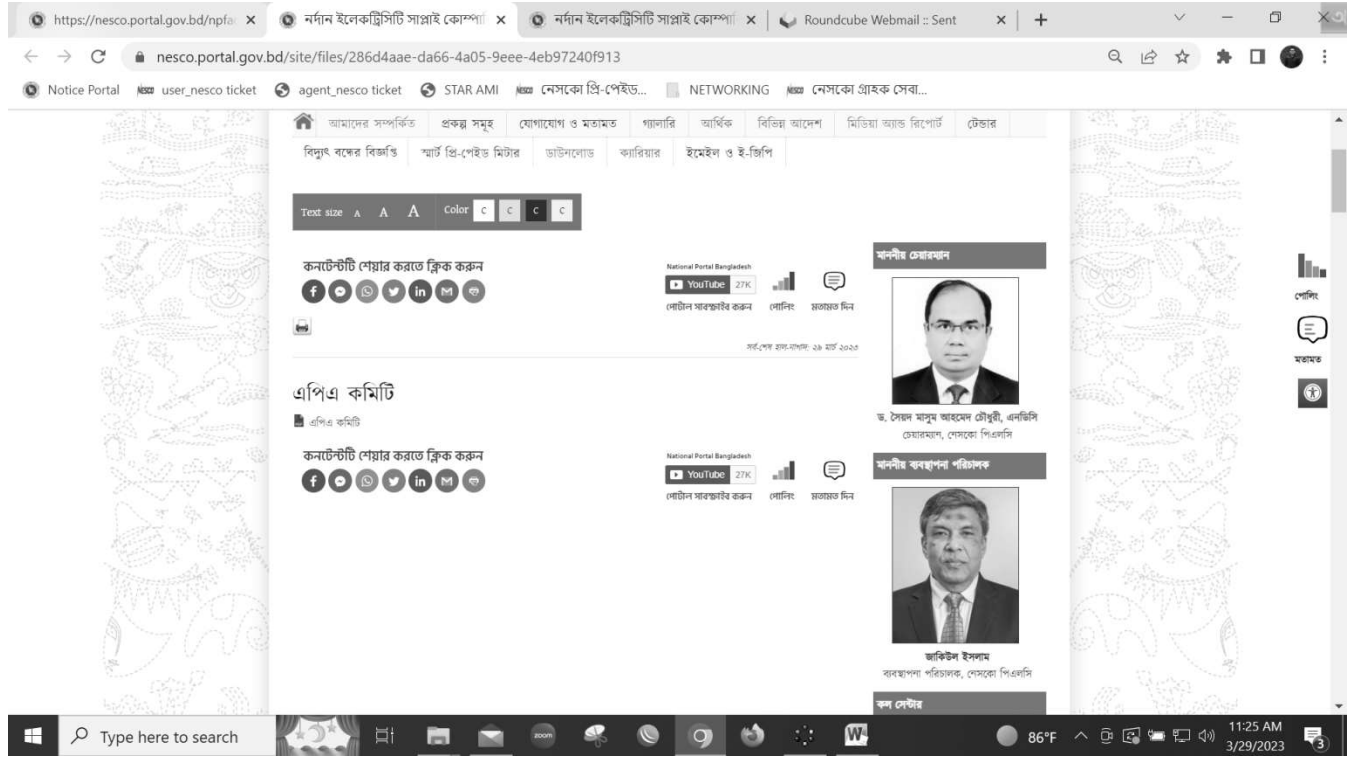 https://nesco.portal.gov.bd/npfa
নর্দান ইলেকট্রিসিটি সাপ্লাই কোম্পা
নর্দান ইলেকট্রিসিটি সাপ্লাই কোম্পা
Roundcube Webmail :: Sent
nesco.portal.gov.bd/site/files/286d4aae-da66-4a05-9eee-4eb97240f913
Notice Portal user_nesco ticket agent_nesco ticket STAR AMI নেসকো প্রি-পেইড... NETWORKING নেসকো গ্রাহক সেবা...
আমাদের সম্পর্কিত প্রকল্প সমূহ যোগাযোগ ও মতামত গ্যালারি আর্থিক বিভিন্ন আদেশ মিডিয়া অ্যান্ড রিপোর্ট টেন্ডার
বিদ্যুৎ বন্ধের বিজ্ঞপ্তি স্মার্ট প্রি-পেইড মিটার ডাউনলোড ক্যারিয়ার ইমেইল ও ই-জিপি
Text size A A A Color C C C C
কনটেন্টটি শেয়ার করতে ক্লিক করুন
National Portal Bangladesh
YouTube 27K
পোর্টাল সাবস্ক্রাইব করুন পোলিং মতামত দিন
সর্ব-শেষ হাল-নাগাদ: ২৯ মার্চ ২০২৩
এপিএ কমিটি
এপিএ কমিটি
কনটেন্টটি শেয়ার করতে ক্লিক করুন
National Portal Bangladesh
YouTube 27K
পোর্টাল সাবস্ক্রাইব করুন পোলিং মতামত দিন
মাননীয় চেয়ারম্যান
ড. সৈয়দ মাসুম আহমেদ চৌধুরী, এনডিসি
চেয়ারম্যান, নেসকো পিএলসি
মাননীয় ব্যবস্থাপনা পরিচালক
জাকিউল ইসলাম
ব্যবস্থাপনা পরিচালক, নেসকো পিএলসি
কল সেন্টার
পোলিং
মতামত
Type here to search
zoom
86°F
11:25 AM
3/29/2023
3